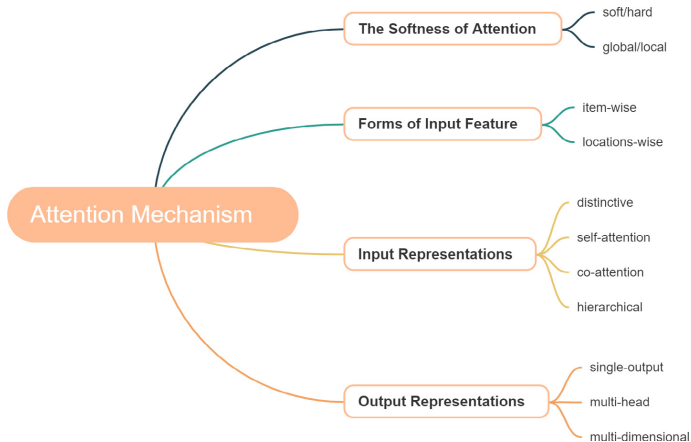 Attention Mechanism
The Softness of Attention
soft/hard
global/local
Forms of Input Feature
item-wise
locations-wise
Input Representations
distinctive
self-attention
co-attention
hierarchical
Output Representations
single-output
multi-head
multi-dimensional